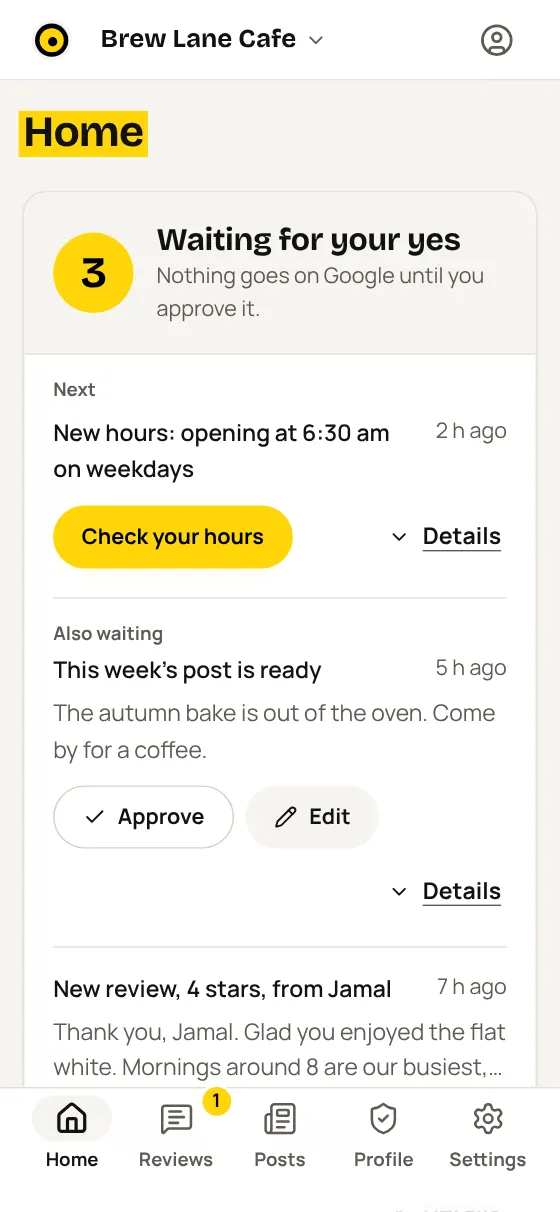 Brew Lane Cafe
Home
3
Waiting for your yes
Nothing goes on Google until you
approve it.
Next
New hours: opening at 6:30 am
on weekdays
2 h ago
Check your hours
Details
Also waiting
This week's post is ready
5 h ago
The autumn bake is out of the oven. Come
by for a coffee.
Approve
Edit
Details
New review, 4 stars, from Jamal
7 h ago
Thank you, Jamal. Glad you enjoyed the flat
white. Mornings around 8 are our busiest,…
1
Home
Reviews
Posts
Profile
Settings